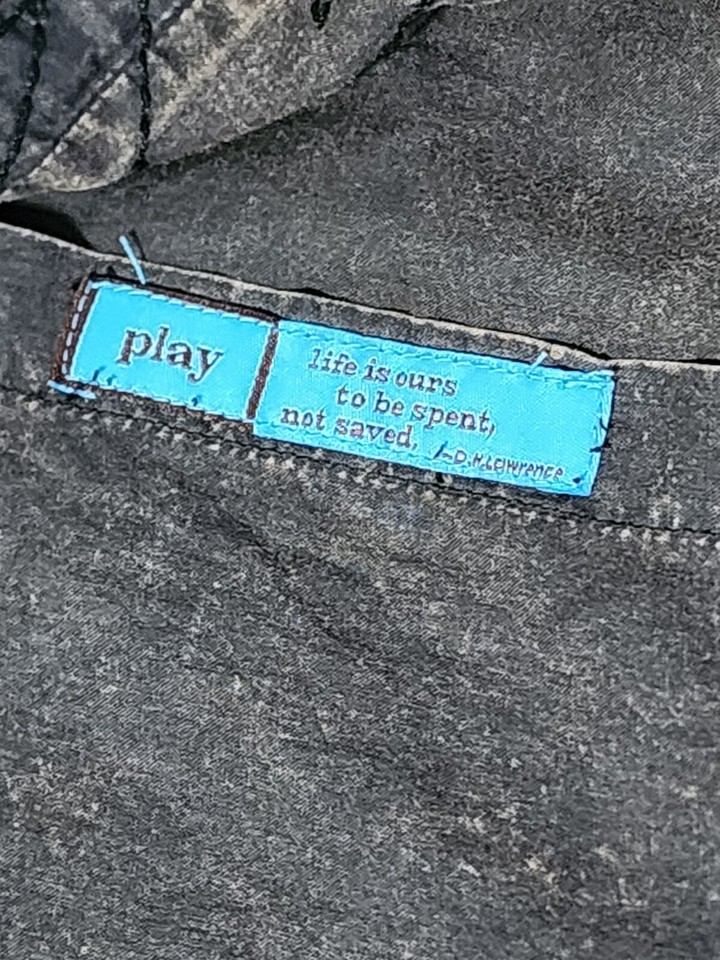 play
life is ours
to be spent,
not saved.
—D.H.Lawrence